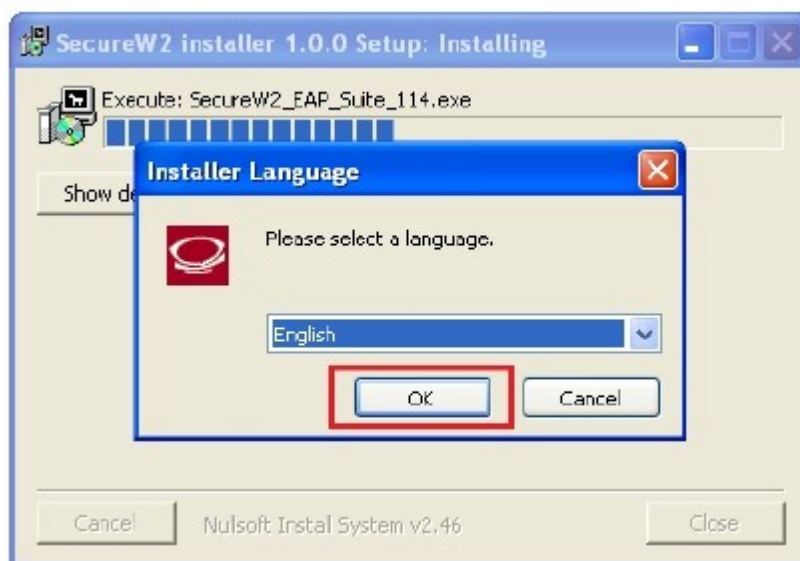 SecureW2 installer 1.0.0 Setup: Installing
Execute: SecureW2_EAP_Suite_114.exe
Show de
Installer Language
Please select a language.
English
OK
Cancel
Cancel
Nullsoft Instal System v2.46
Close